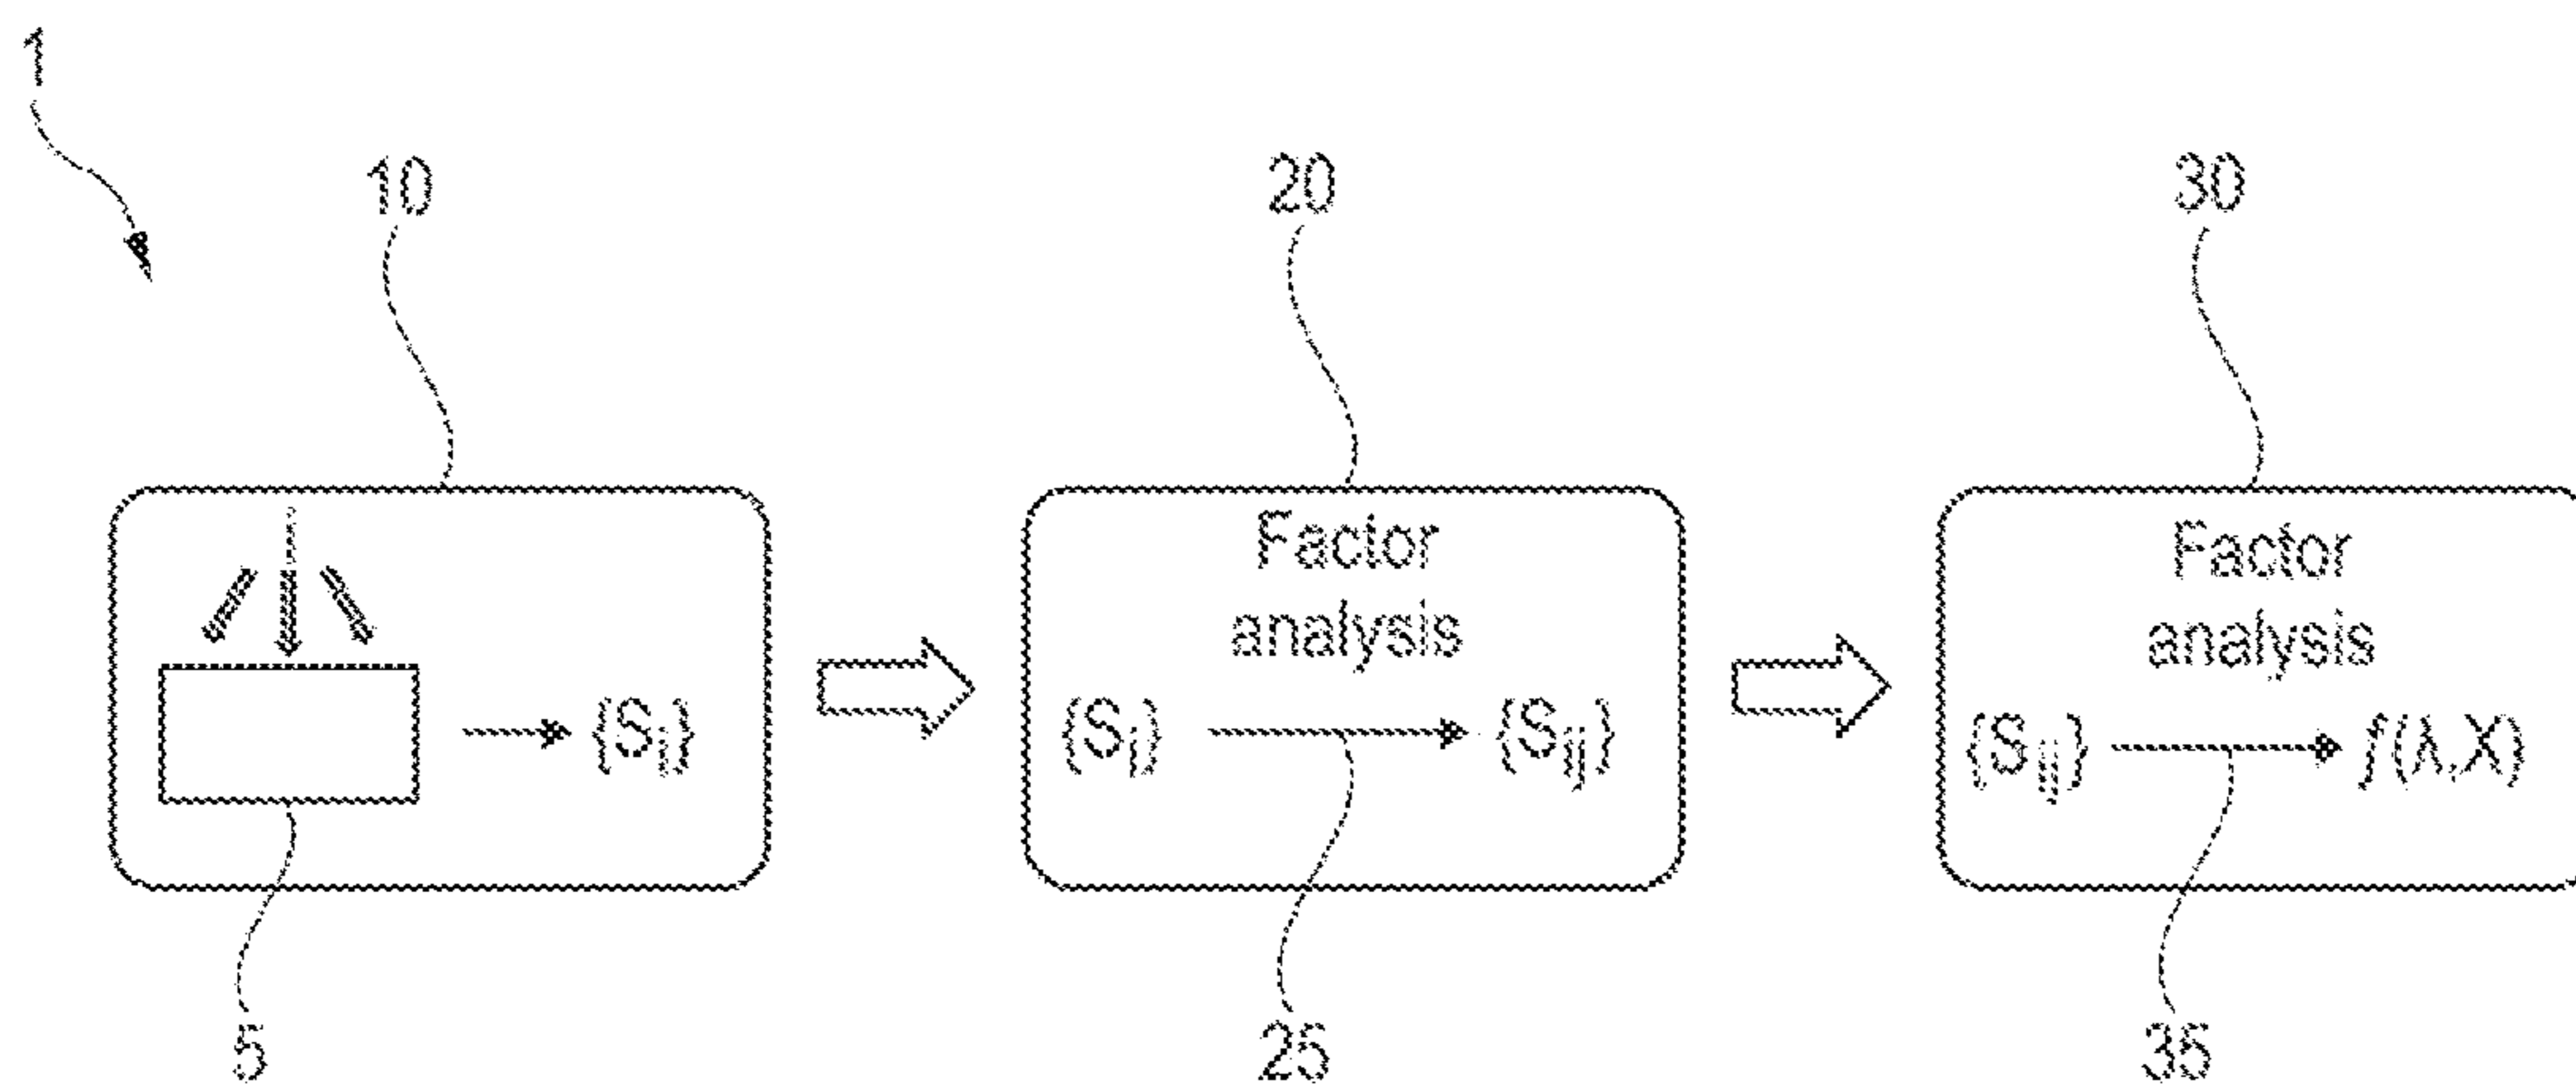 1
10
20
30
Factor
analysis
{Si}
{Si}
{Sij}
Factor
analysis
{Sij}
f(λ,X)
5
25
35